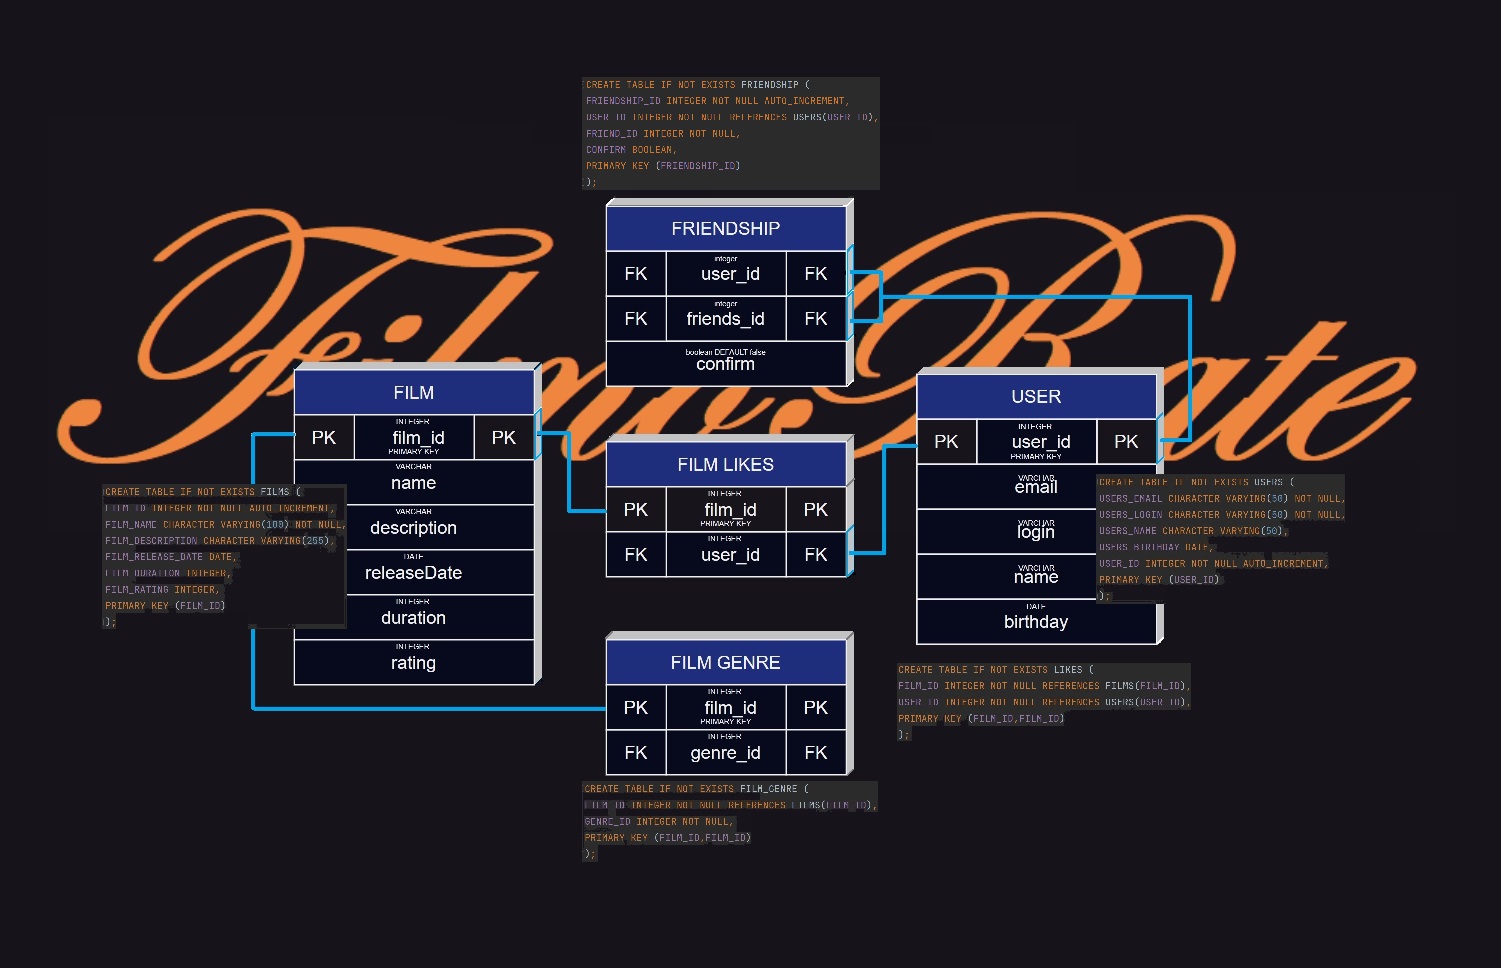 CREATE TABLE IF NOT EXISTS FRIENDSHIP (
FRIENDSHIP_ID INTEGER NOT NULL AUTO_INCREMENT,
USER_ID INTEGER NOT NULL REFERENCES USERS(USER_ID),
FRIEND_ID INTEGER NOT NULL,
CONFIRM BOOLEAN,
PRIMARY KEY (FRIENDSHIP_ID)
);
FRIENDSHIP
integer
FK user_id FK
integer
FK friends_id FK
boolean DEFAULT false
confirm
FILM
INTEGER
PK film_id PK
PRIMARY KEY
VARCHAR
name
VARCHAR
description
DATE
releaseDate
INTEGER
duration
INTEGER
rating
CREATE TABLE IF NOT EXISTS FILMS (
FILM_ID INTEGER NOT NULL AUTO_INCREMENT,
FILM_NAME CHARACTER VARYING(100) NOT NULL,
FILM_DESCRIPTION CHARACTER VARYING(255),
FILM_RELEASE_DATE DATE,
FILM_DURATION INTEGER,
FILM_RATING INTEGER,
PRIMARY KEY (FILM_ID)
);
FILM LIKES
INTEGER
PK film_id PK
PRIMARY KEY
INTEGER
FK user_id FK
USER
INTEGER
PK user_id PK
PRIMARY KEY
VARCHAR
email
VARCHAR
login
VARCHAR
name
DATE
birthday
CREATE TABLE IF NOT EXISTS USERS (
USERS_EMAIL CHARACTER VARYING(50) NOT NULL,
USERS_LOGIN CHARACTER VARYING(50) NOT NULL,
USERS_NAME CHARACTER VARYING(50),
USERS_BIRTHDAY DATE,
USER_ID INTEGER NOT NULL AUTO_INCREMENT,
PRIMARY KEY (USER_ID)
);
FILM GENRE
INTEGER
PK film_id PK
PRIMARY KEY
INTEGER
FK genre_id FK
CREATE TABLE IF NOT EXISTS LIKES (
FILM_ID INTEGER NOT NULL REFERENCES FILMS(FILM_ID),
USER_ID INTEGER NOT NULL REFERENCES USERS(USER_ID),
PRIMARY KEY (FILM_ID,FILM_ID)
);
CREATE TABLE IF NOT EXISTS FILM_GENRE (
FILM_ID INTEGER NOT NULL REFERENCES FILMS(FILM_ID),
GENRE_ID INTEGER NOT NULL,
PRIMARY KEY (FILM_ID,FILM_ID)
);